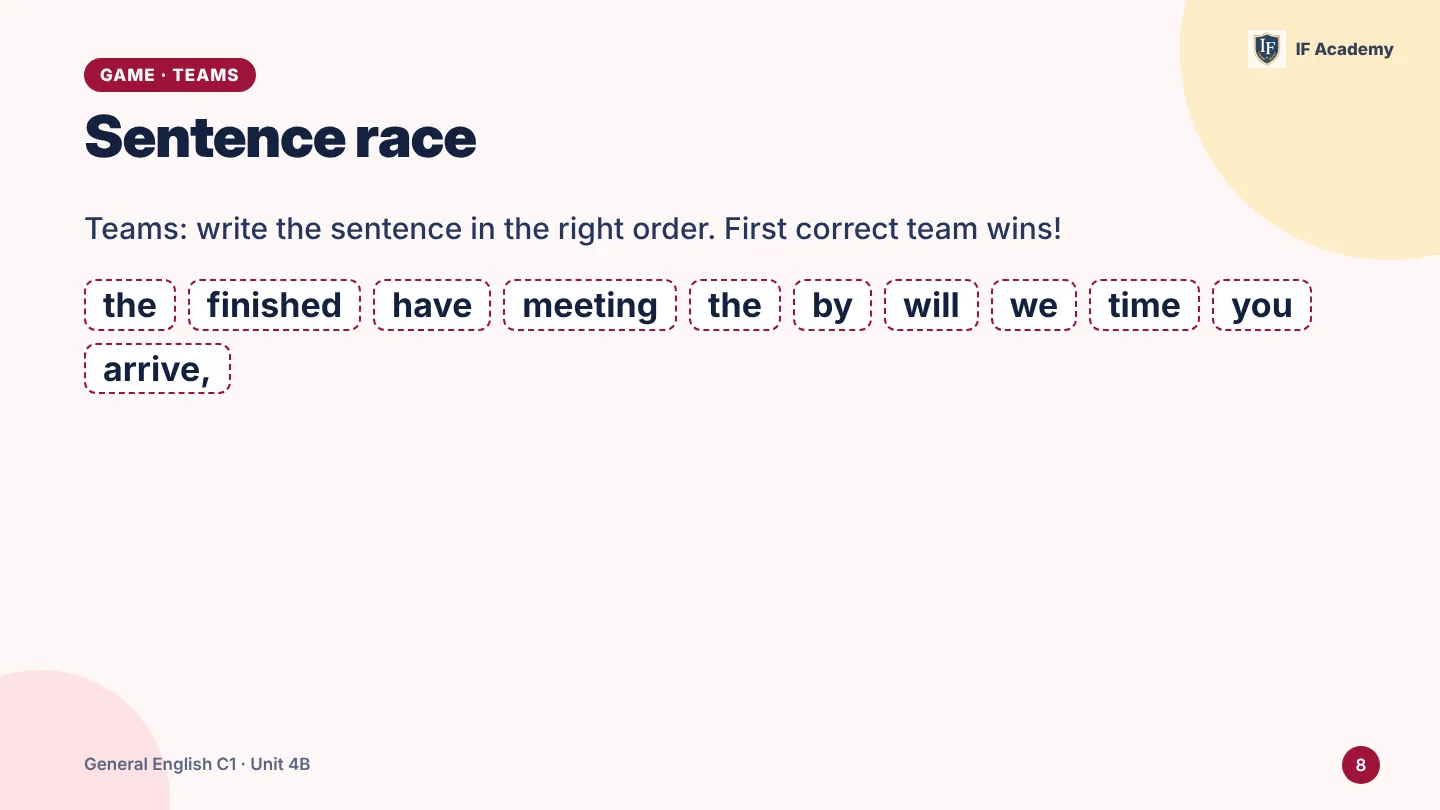 IF
IF Academy
GAME · TEAMS
Sentence race
Teams: write the sentence in the right order. First correct team wins!
the finished have meeting the by will we time you
arrive,
General English C1 · Unit 4B
8